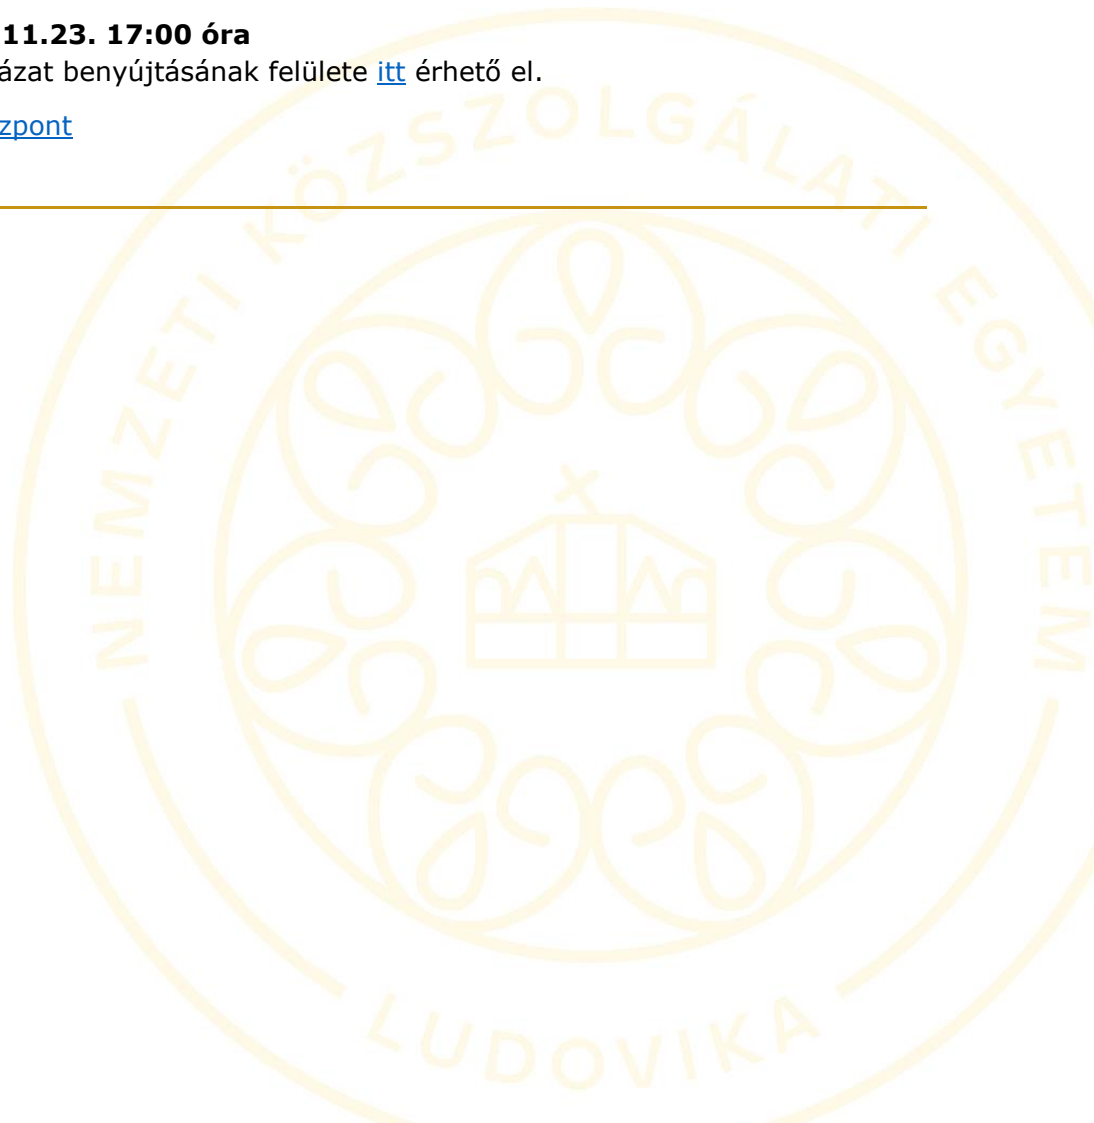 11.23. 17:00 óra
ázat benyújtásának felülete itt érhető el.
zpont
NEMZETI KÖZSZOLGÁLATI EGYETEM
LUDOVIKA